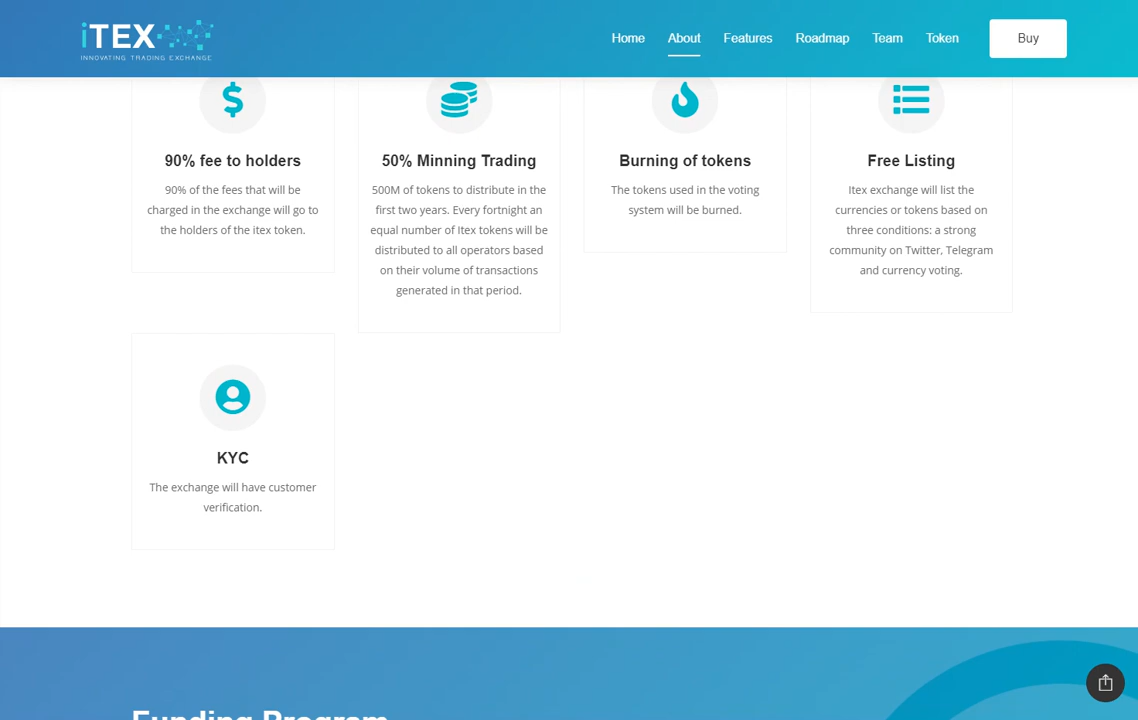 iTEX
INNOVATING TRADING EXCHANGE
Home
About
Features
Roadmap
Team
Token
Buy
90% fee to holders
90% of the fees that will be
charged in the exchange will go to
the holders of the itex token.
50% Minning Trading
500M of tokens to distribute in the
first two years. Every fortnight an
equal number of Itex tokens will be
distributed to all operators based
on their volume of transactions
generated in that period.
Burning of tokens
The tokens used in the voting
system will be burned.
Free Listing
Itex exchange will list the
currencies or tokens based on
three conditions: a strong
community on Twitter, Telegram
and currency voting.
KYC
The exchange will have customer
verification.
Funding Program